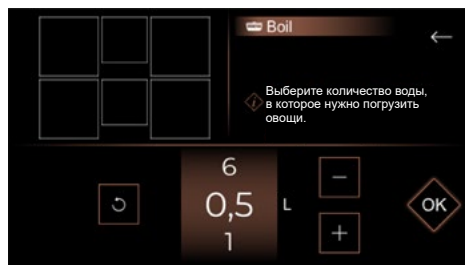 Boil
Выберите количество воды,
в которое нужно погрузить
овощи.
6
0,5 L
1
OK